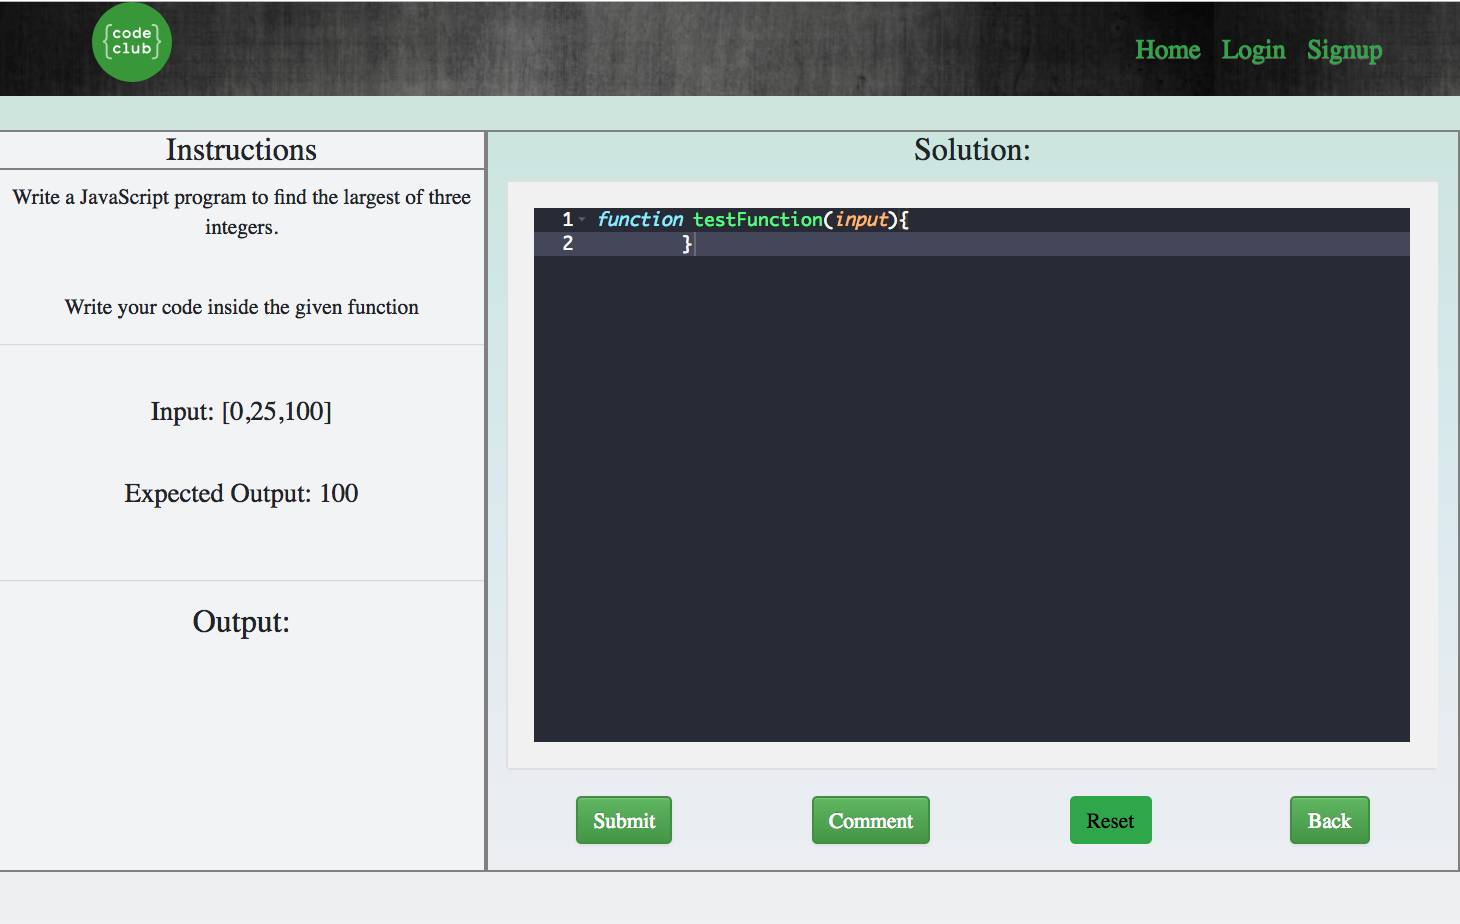 {code
club}
Home Login Signup
Instructions
Write a JavaScript program to find the largest of three
integers.
Write your code inside the given function
Input: [0,25,100]
Expected Output: 100
Output:
Solution:
1 function testFunction(input){
2 }
Submit Comment Reset Back